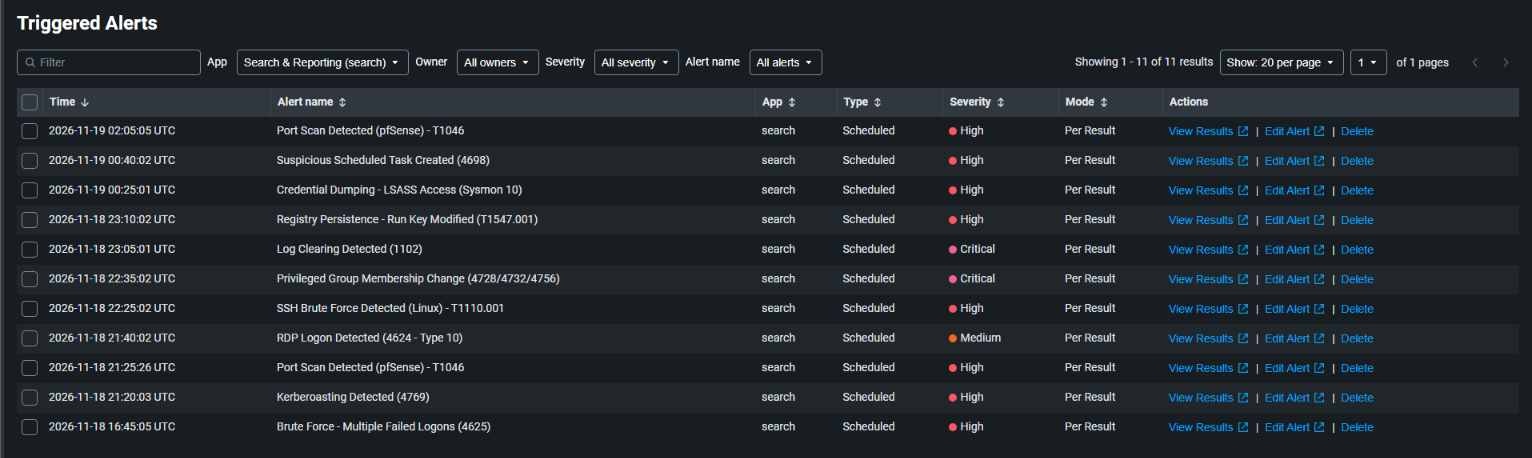 Triggered Alerts
Filter App Search & Reporting (search) Owner All owners Severity All severity Alert name All alerts Showing 1 - 11 of 11 results Show: 20 per page 1 of 1 pages
Time Alert name App Type Severity Mode Actions
2026-11-19 02:05:05 UTC Port Scan Detected (pfSense) - T1046 search Scheduled High Per Result View Results | Edit Alert | Delete
2026-11-19 00:40:02 UTC Suspicious Scheduled Task Created (4698) search Scheduled High Per Result View Results | Edit Alert | Delete
2026-11-19 00:25:01 UTC Credential Dumping - LSASS Access (Sysmon 10) search Scheduled High Per Result View Results | Edit Alert | Delete
2026-11-18 23:10:02 UTC Registry Persistence - Run Key Modified (T1547.001) search Scheduled High Per Result View Results | Edit Alert | Delete
2026-11-18 23:05:01 UTC Log Clearing Detected (1102) search Scheduled Critical Per Result View Results | Edit Alert | Delete
2026-11-18 22:35:02 UTC Privileged Group Membership Change (4728/4732/4756) search Scheduled Critical Per Result View Results | Edit Alert | Delete
2026-11-18 22:25:02 UTC SSH Brute Force Detected (Linux) - T1110.001 search Scheduled High Per Result View Results | Edit Alert | Delete
2026-11-18 21:40:02 UTC RDP Logon Detected (4624 - Type 10) search Scheduled Medium Per Result View Results | Edit Alert | Delete
2026-11-18 21:25:26 UTC Port Scan Detected (pfSense) - T1046 search Scheduled High Per Result View Results | Edit Alert | Delete
2026-11-18 21:20:03 UTC Kerberoasting Detected (4769) search Scheduled High Per Result View Results | Edit Alert | Delete
2026-11-18 16:45:05 UTC Brute Force - Multiple Failed Logons (4625) search Scheduled High Per Result View Results | Edit Alert | Delete